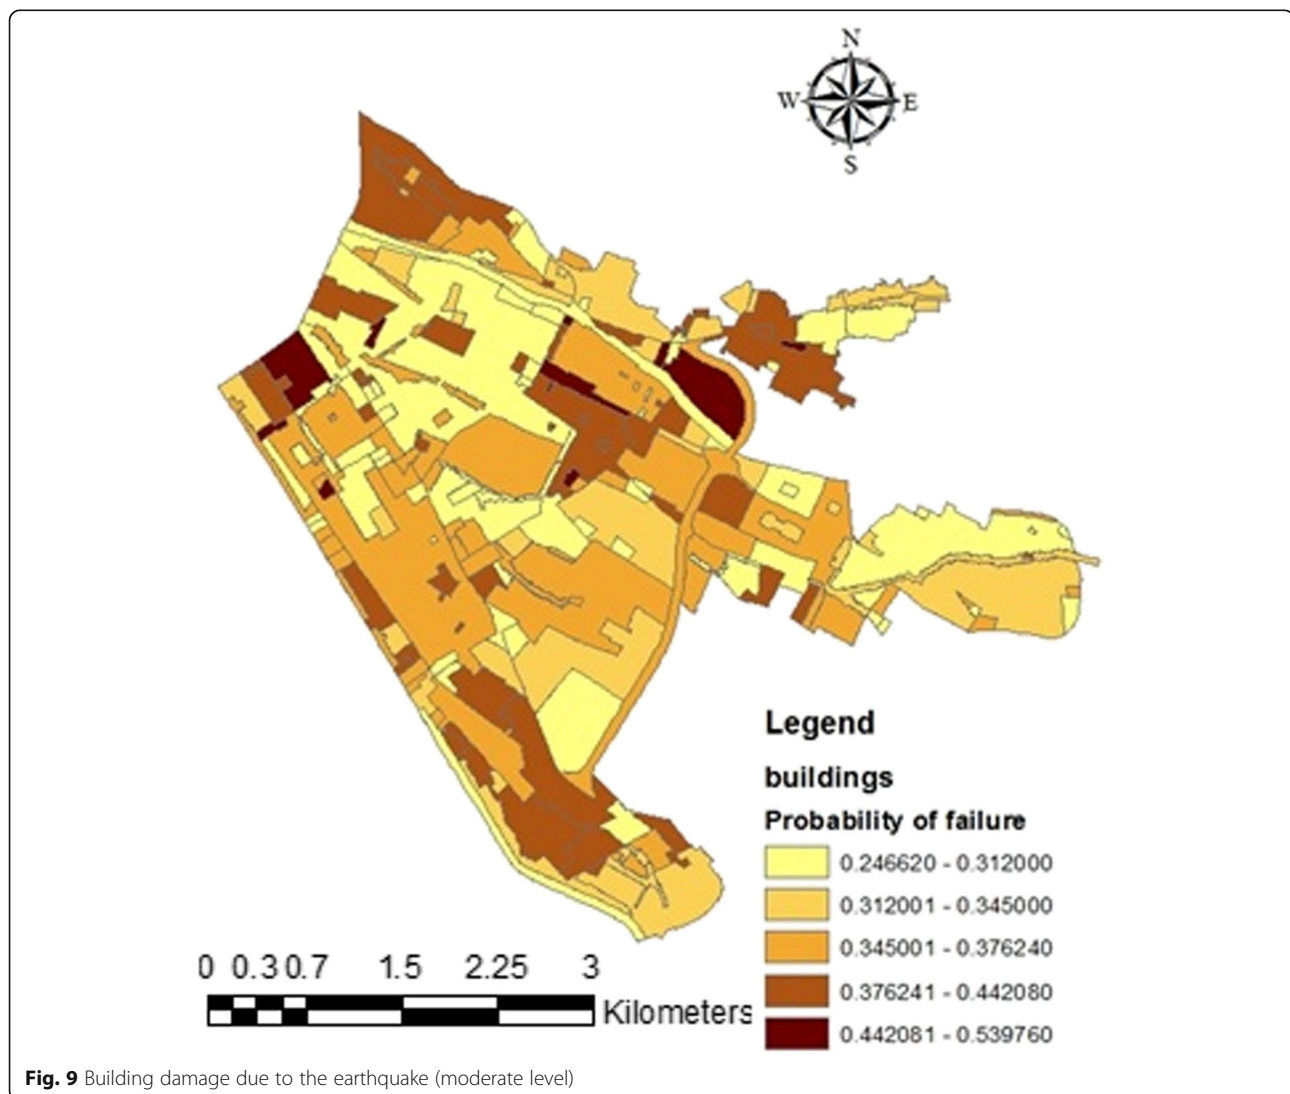 N
W E
S
Legend
buildings
Probability of failure
0.246620 - 0.312000
0.312001 - 0.345000
0.345001 - 0.376240
0.376241 - 0.442080
0.442081 - 0.539760
0 0.3 0.7 1.5 2.25 3
Kilometers
Fig. 9 Building damage due to the earthquake (moderate level)